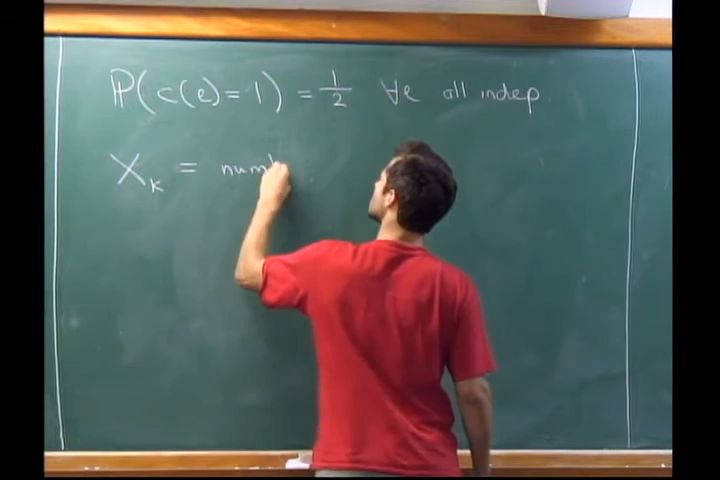 ℙ(c(e)=1) = 1/2 ∀e all indep.
X_k = num